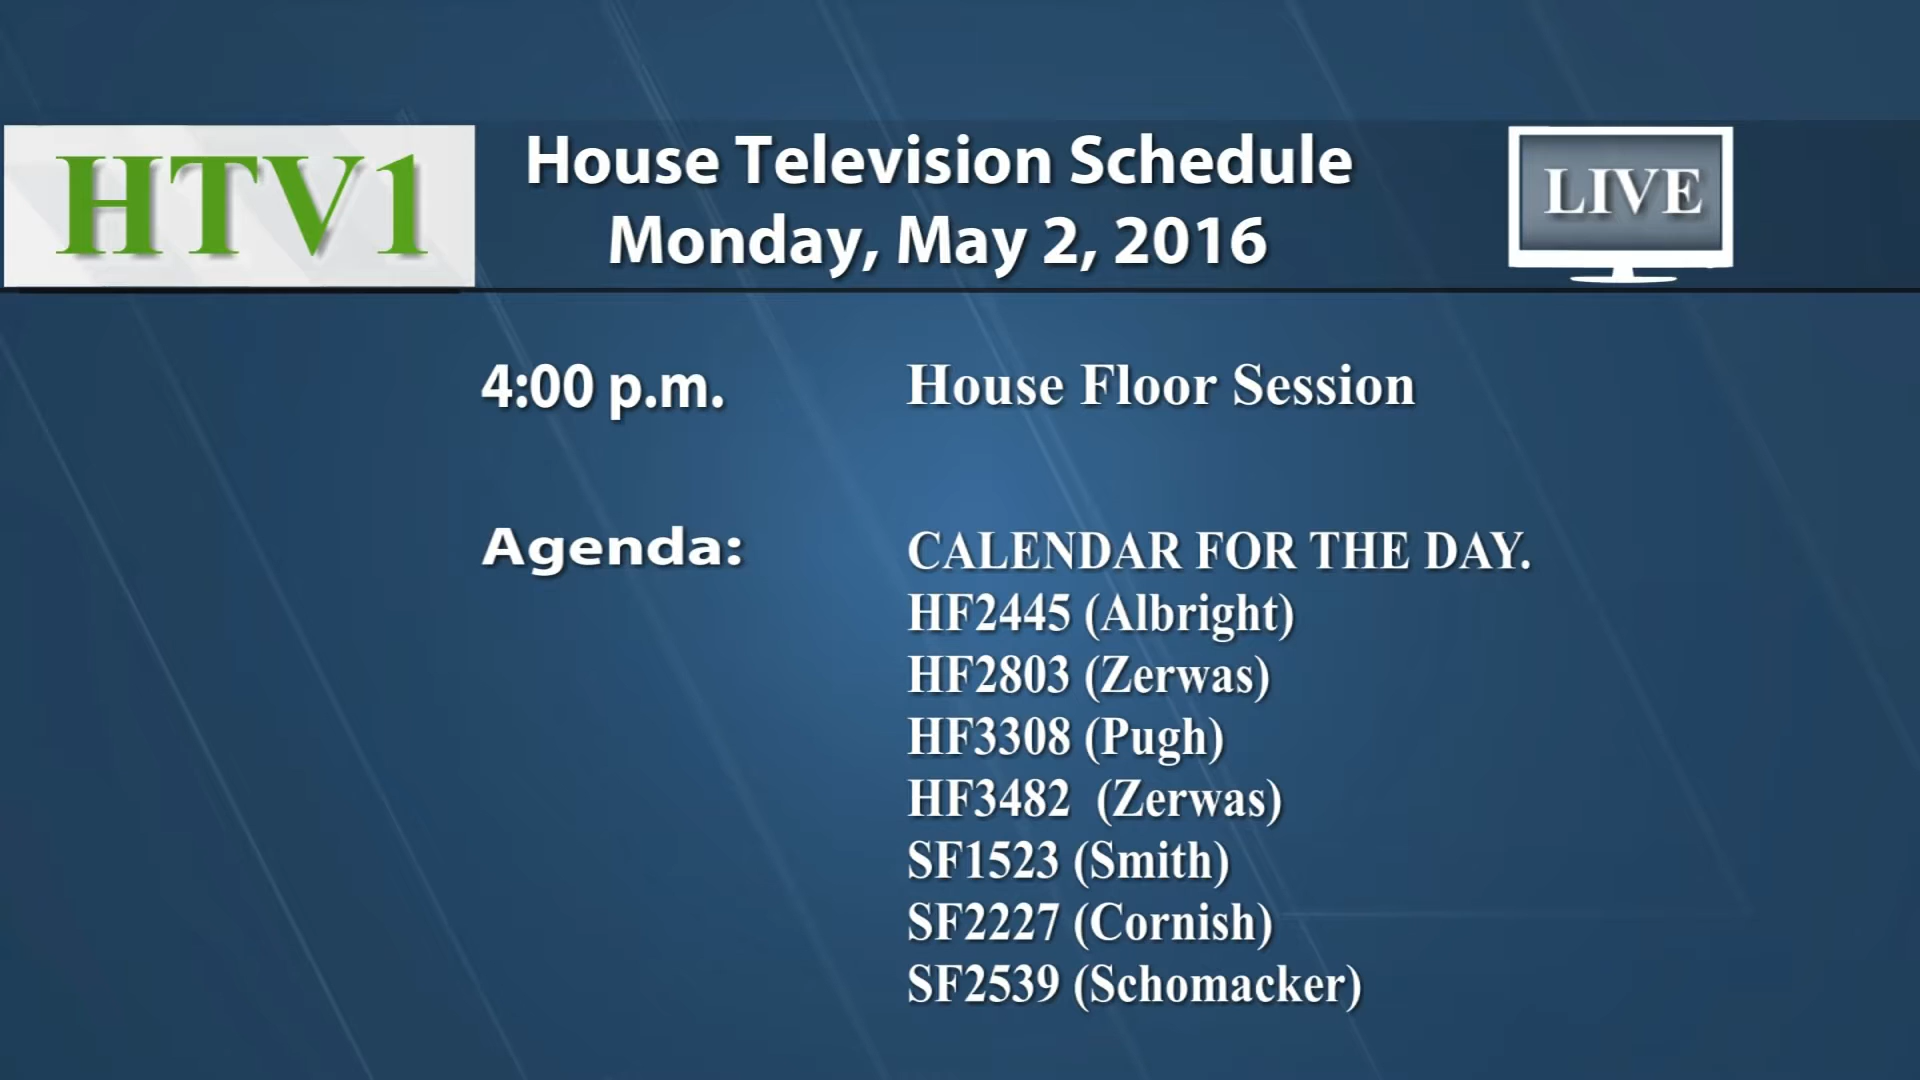 HTV1
House Television Schedule
Monday, May 2, 2016
LIVE
4:00 p.m. House Floor Session
Agenda: CALENDAR FOR THE DAY.
HF2445 (Albright)
HF2803 (Zerwas)
HF3308 (Pugh)
HF3482  (Zerwas)
SF1523 (Smith)
SF2227 (Cornish)
SF2539 (Schomacker)